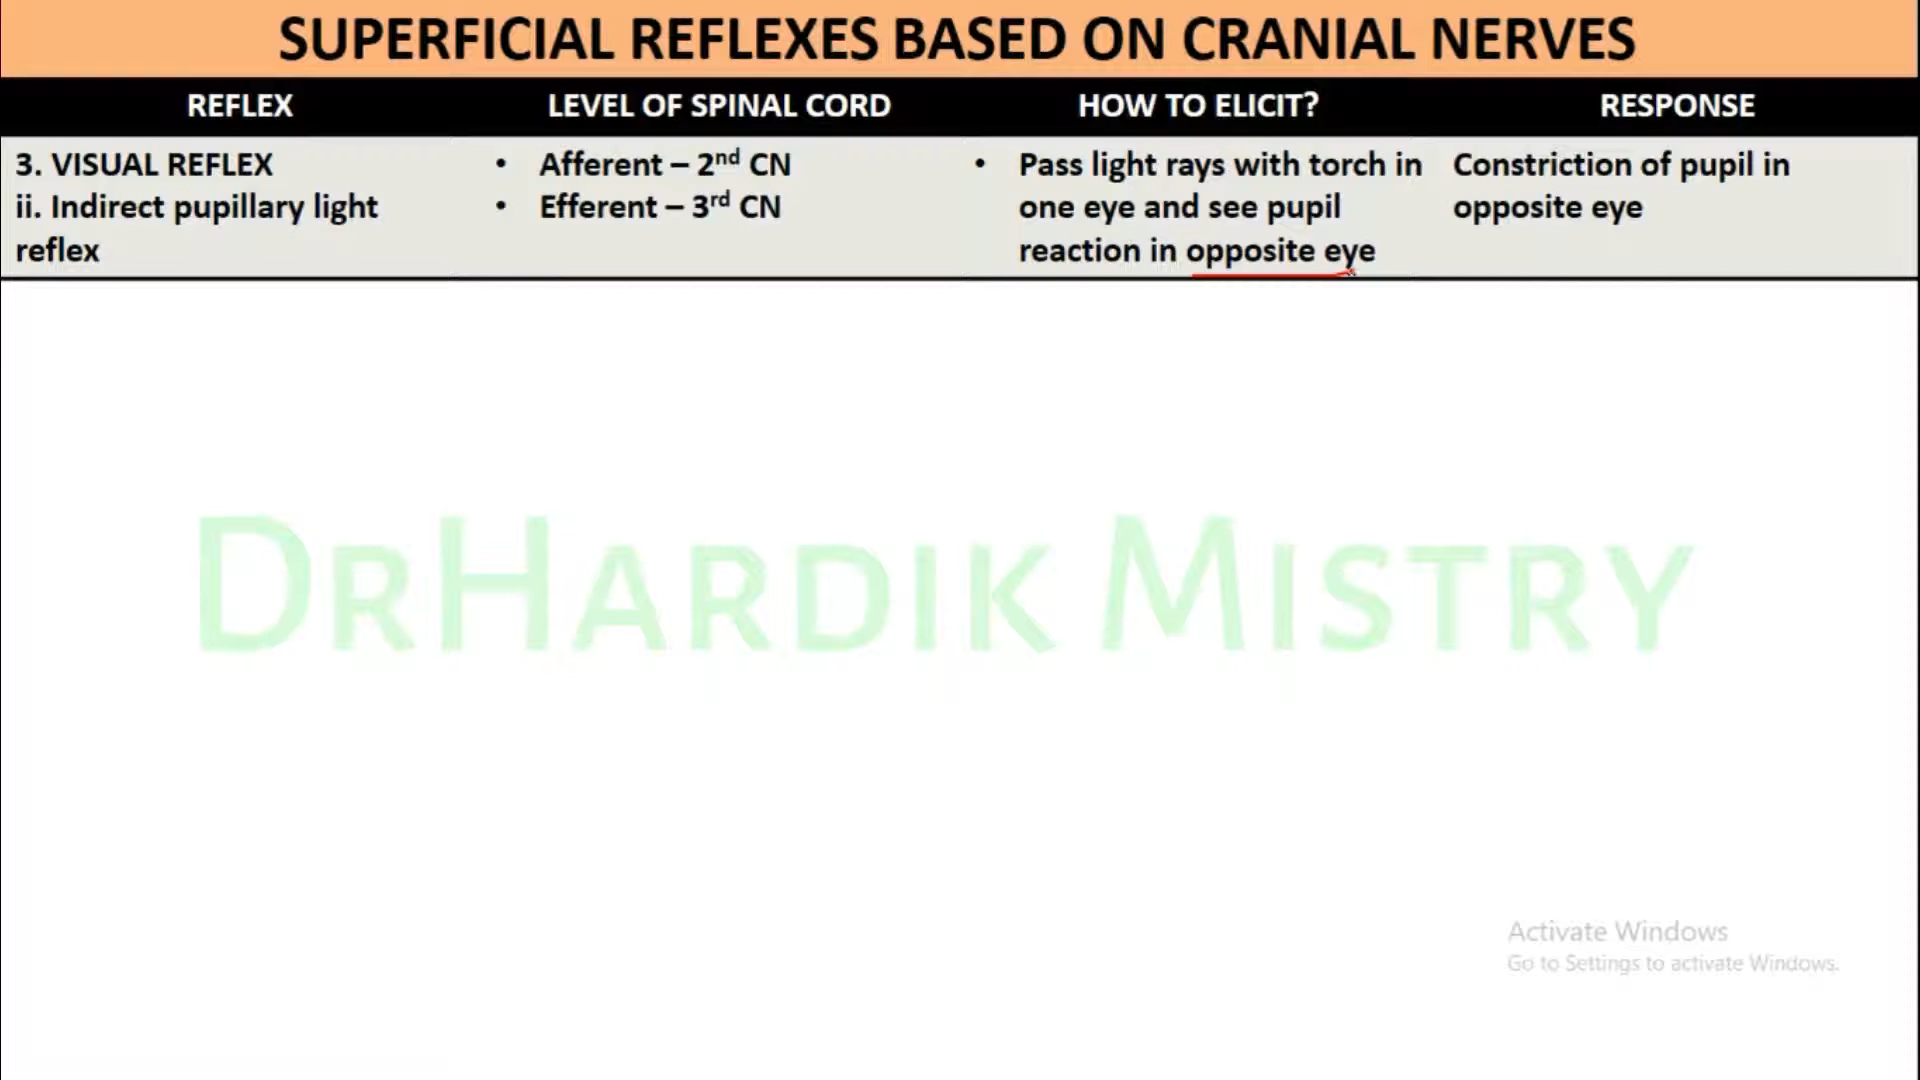 SUPERFICIAL REFLEXES BASED ON CRANIAL NERVES
REFLEX
LEVEL OF SPINAL CORD
HOW TO ELICIT?
RESPONSE
3. VISUAL REFLEX
ii. Indirect pupillary light
reflex
• Afferent – 2nd CN
• Efferent – 3rd CN
• Pass light rays with torch in
one eye and see pupil
reaction in opposite eye
Constriction of pupil in
opposite eye
DRHARDIK MISTRY
Activate Windows
Go to Settings to activate Windows.